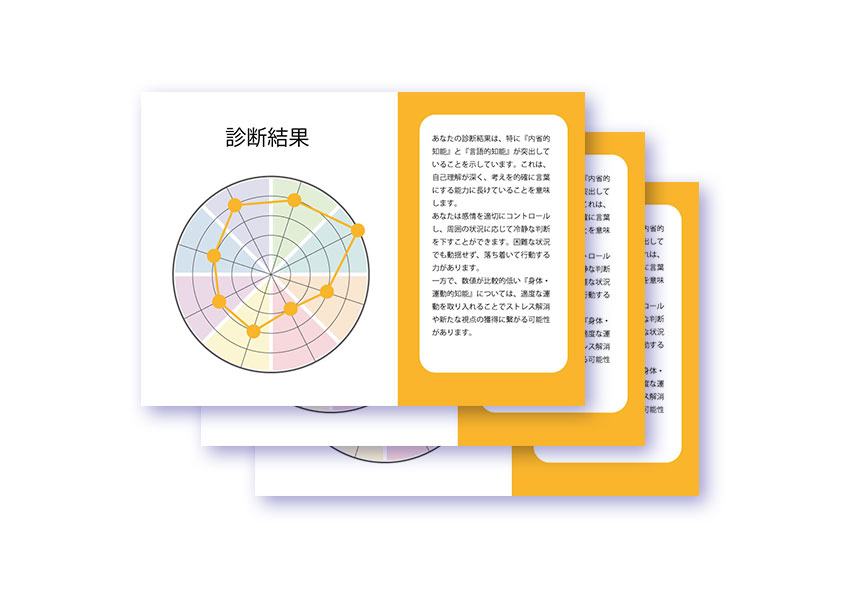 診断結果
あなたの診断結果は、特に『内省的
知能』と『言語的知能』が突出して
いることを示しています。これは、
自己理解が深く、考えを的確に言葉
にする能力に長けていることを意味
します。
あなたは感情を適切にコントロール
し、周囲の状況に応じて冷静な判断
を下すことができます。困難な状況
でも動揺せず、落ち着いて行動する
力があります。
一方で、数値が比較的低い『身体・
運動的知能』については、適度な運
動を取り入れることでストレス解消
や新たな視点の獲得に繋がる可能性
があります。
『内省的
突出して
これは、
に言葉
とを意味
ロール
な判断
な状況
動する
『身体・
適度な運
レス解消
可能性
省的
して
れは、
言葉
意味
ール
判断
状況
する
身体・
な運
解消
可能性